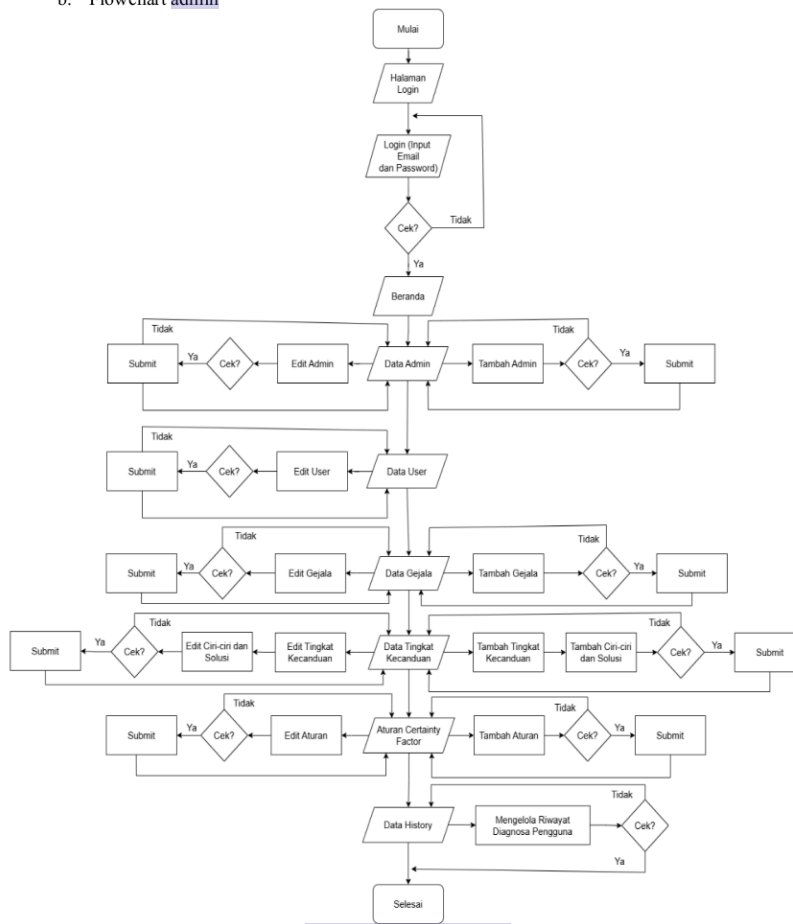 b. Flowchart admin
Mulai
Halaman
Login
Login (Input
Email
dan Password)
Cek?
Tidak
Ya
Beranda
Tidak
Submit
Ya
Cek?
Edit Admin
Data Admin
Tambah Admin
Tidak
Cek?
Ya
Submit
Tidak
Submit
Ya
Cek?
Edit User
Data User
Tidak
Submit
Ya
Cek?
Edit Gejala
Data Gejala
Tambah Gejala
Tidak
Cek?
Ya
Submit
Tidak
Submit
Ya
Cek?
Edit Ciri-ciri dan
Solusi
Edit Tingkat
Kecanduan
Data Tingkat
Kecanduan
Tambah Tingkat
Kecanduan
Tambah Ciri-ciri
dan Solusi
Tidak
Cek?
Ya
Submit
Tidak
Submit
Ya
Cek?
Edit Aturan
Aturan Certainty
Factor
Tambah Aturan
Tidak
Cek?
Ya
Submit
Data History
Mengelola Riwayat
Diagnosa Pengguna
Tidak
Cek?
Ya
Selesai